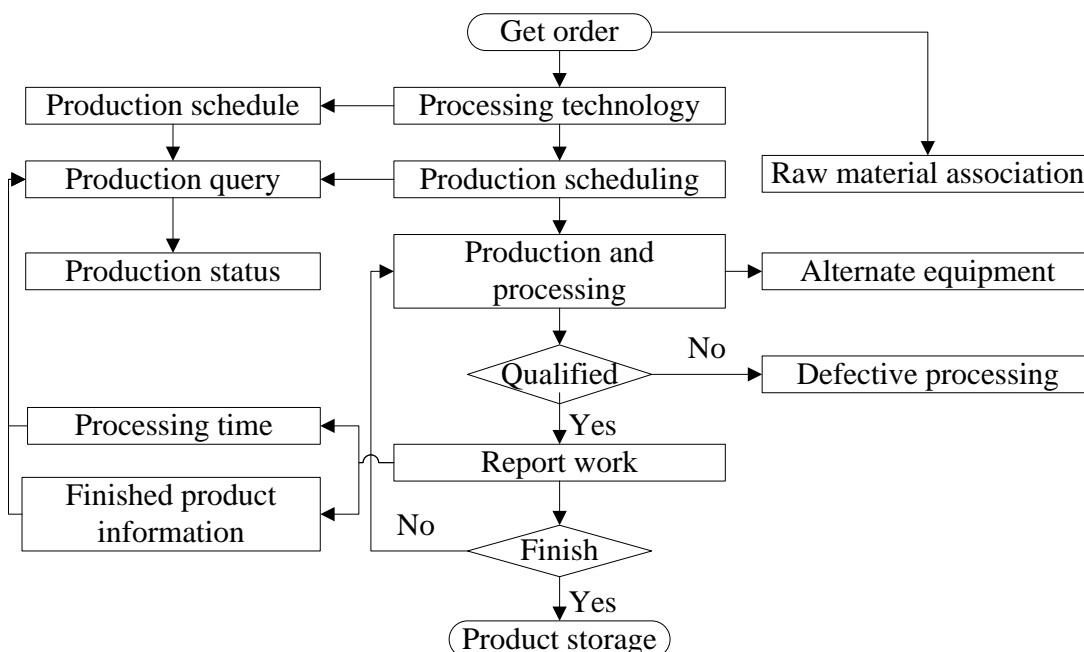 Get order
Production schedule
Processing technology
Production query
Production scheduling
Raw material association
Production status
Production and
processing
Alternate equipment
No
Qualified
Defective processing
Yes
Processing time
Report work
Finished product
information
No
Finish
Yes
Product storage